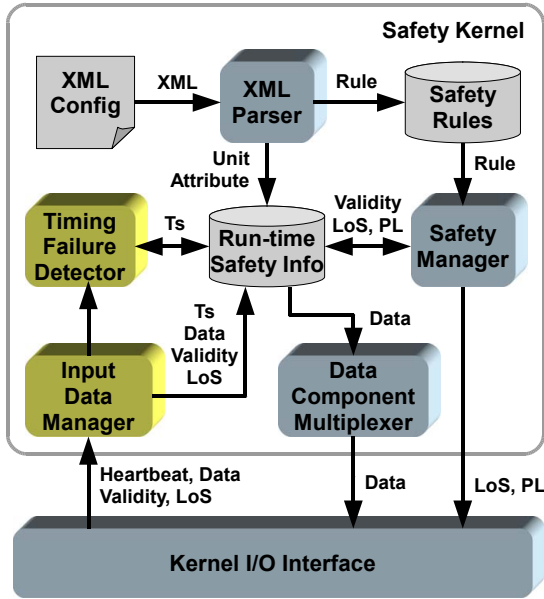 Safety Kernel
XML
Config
XML
XML
Parser
Rule
Safety
Rules
Unit
Attribute
Rule
Timing
Failure
Detector
Ts
Run-time
Safety Info
Validity
LoS, PL
Safety
Manager
Ts
Data
Validity
LoS
Data
Input
Data
Manager
Data
Component
Multiplexer
Heartbeat, Data
Validity, LoS
Data
LoS, PL
Kernel I/O Interface